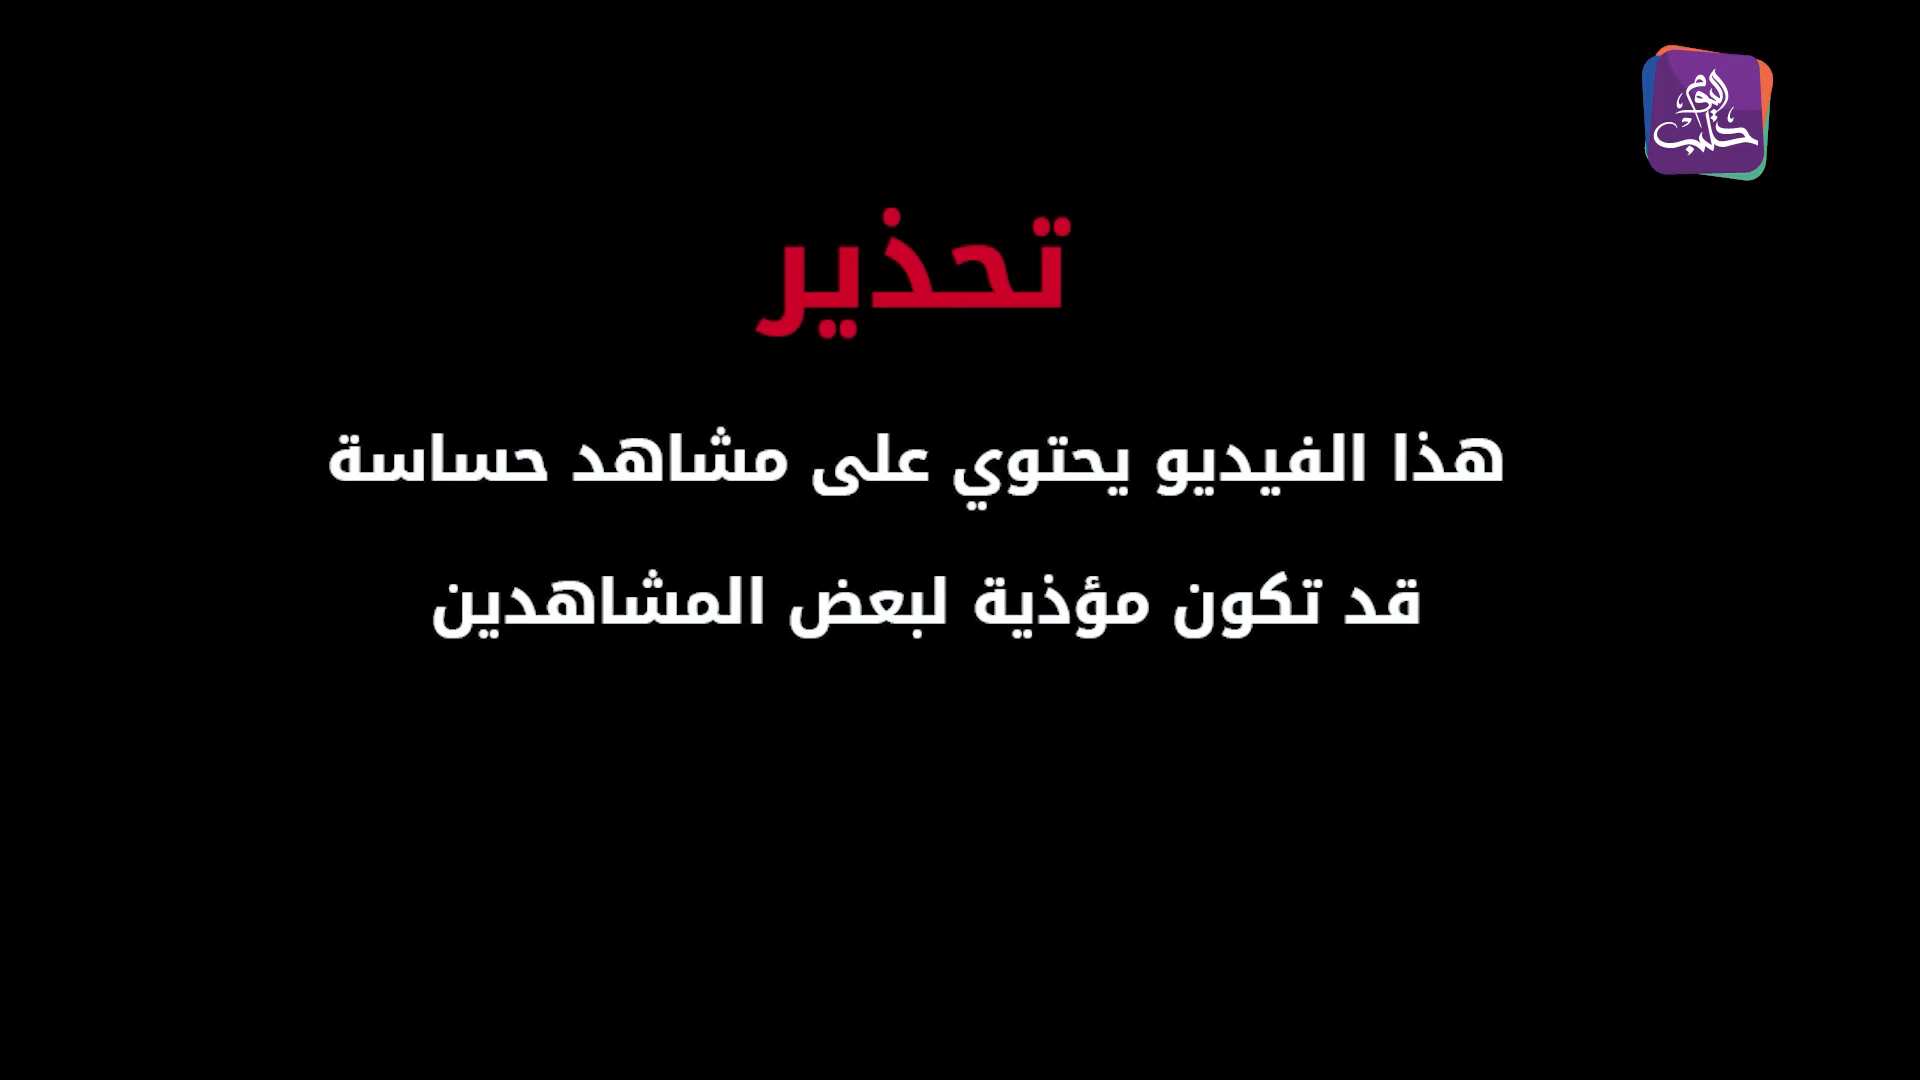 حلب اليوم
تحذير
هذا الفيديو يحتوي على مشاهد حساسة
قد تكون مؤذية لبعض المشاهدين